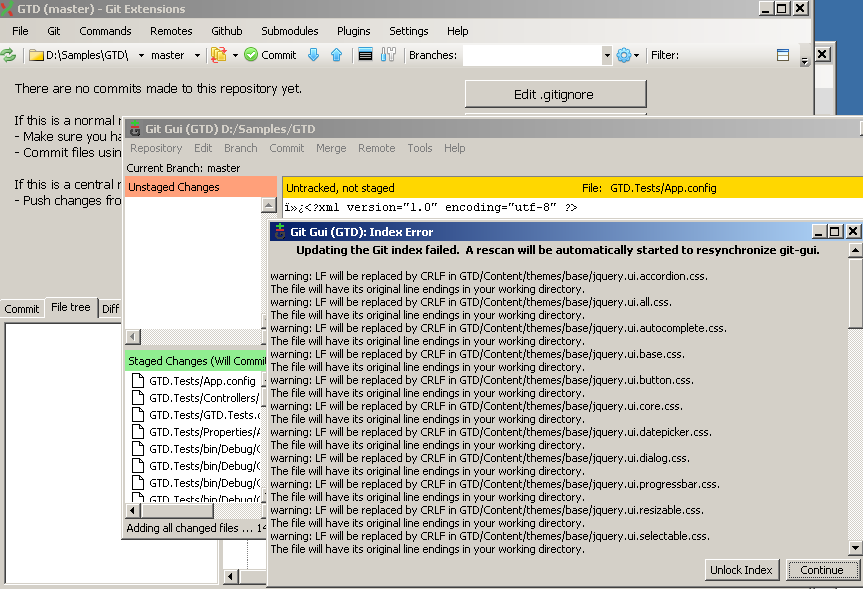 GTD (master) - Git Extensions
File Git Commands Remotes Github Submodules Plugins Settings Help
D:\Samples\GTD\ master Commit Branches: Filter:
There are no commits made to this repository yet.
Edit .gitignore
If this is a normal r
- Make sure you ha
- Commit files usin
If this is a central r
- Push changes fro
Commit File tree Diff
Git Gui (GTD) D:/Samples/GTD
Repository Edit Branch Commit Merge Remote Tools Help
Current Branch: master
Unstaged Changes
Untracked, not staged File: GTD.Tests/App.config
ï»¿<?xml version="1.0" encoding="utf-8" ?>
Staged Changes (Will Commit
GTD.Tests/App.config
GTD.Tests/Controllers/
GTD.Tests/GTD.Tests.
GTD.Tests/Properties/A
GTD.Tests/bin/Debug/
GTD.Tests/bin/Debug/
GTD.Tests/bin/Debug/
GTD.Tests/bin/Debug/
Adding all changed files ... 14
Git Gui (GTD): Index Error
Updating the Git index failed. A rescan will be automatically started to resynchronize git-gui.
warning: LF will be replaced by CRLF in GTD/Content/themes/base/jquery.ui.accordion.css.
The file will have its original line endings in your working directory.
warning: LF will be replaced by CRLF in GTD/Content/themes/base/jquery.ui.all.css.
The file will have its original line endings in your working directory.
warning: LF will be replaced by CRLF in GTD/Content/themes/base/jquery.ui.autocomplete.css.
The file will have its original line endings in your working directory.
warning: LF will be replaced by CRLF in GTD/Content/themes/base/jquery.ui.base.css.
The file will have its original line endings in your working directory.
warning: LF will be replaced by CRLF in GTD/Content/themes/base/jquery.ui.button.css.
The file will have its original line endings in your working directory.
warning: LF will be replaced by CRLF in GTD/Content/themes/base/jquery.ui.core.css.
The file will have its original line endings in your working directory.
warning: LF will be replaced by CRLF in GTD/Content/themes/base/jquery.ui.datepicker.css.
The file will have its original line endings in your working directory.
warning: LF will be replaced by CRLF in GTD/Content/themes/base/jquery.ui.dialog.css.
The file will have its original line endings in your working directory.
warning: LF will be replaced by CRLF in GTD/Content/themes/base/jquery.ui.progressbar.css.
The file will have its original line endings in your working directory.
warning: LF will be replaced by CRLF in GTD/Content/themes/base/jquery.ui.resizable.css.
The file will have its original line endings in your working directory.
warning: LF will be replaced by CRLF in GTD/Content/themes/base/jquery.ui.selectable.css.
The file will have its original line endings in your working directory.
Unlock Index Continue